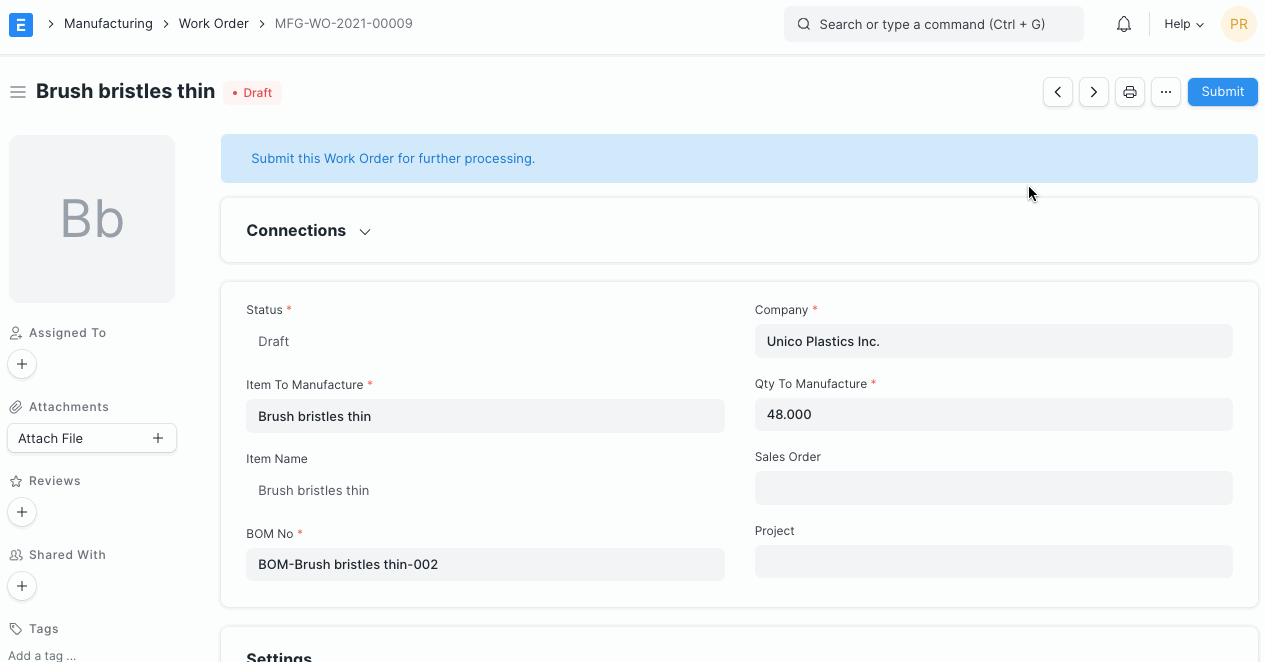 E Manufacturing Work Order MFG-WO-2021-00009 Search or type a command (Ctrl + G) Help PR
Brush bristles thin • Draft ... Submit
Bb
Submit this Work Order for further processing.
Connections
Assigned To
Attachments
Attach File
Reviews
Shared With
Tags
Add a tag ...
Status *
Draft
Item To Manufacture *
Brush bristles thin
Item Name
Brush bristles thin
BOM No *
BOM-Brush bristles thin-002
Company *
Unico Plastics Inc.
Qty To Manufacture *
48.000
Sales Order
Project
Settings